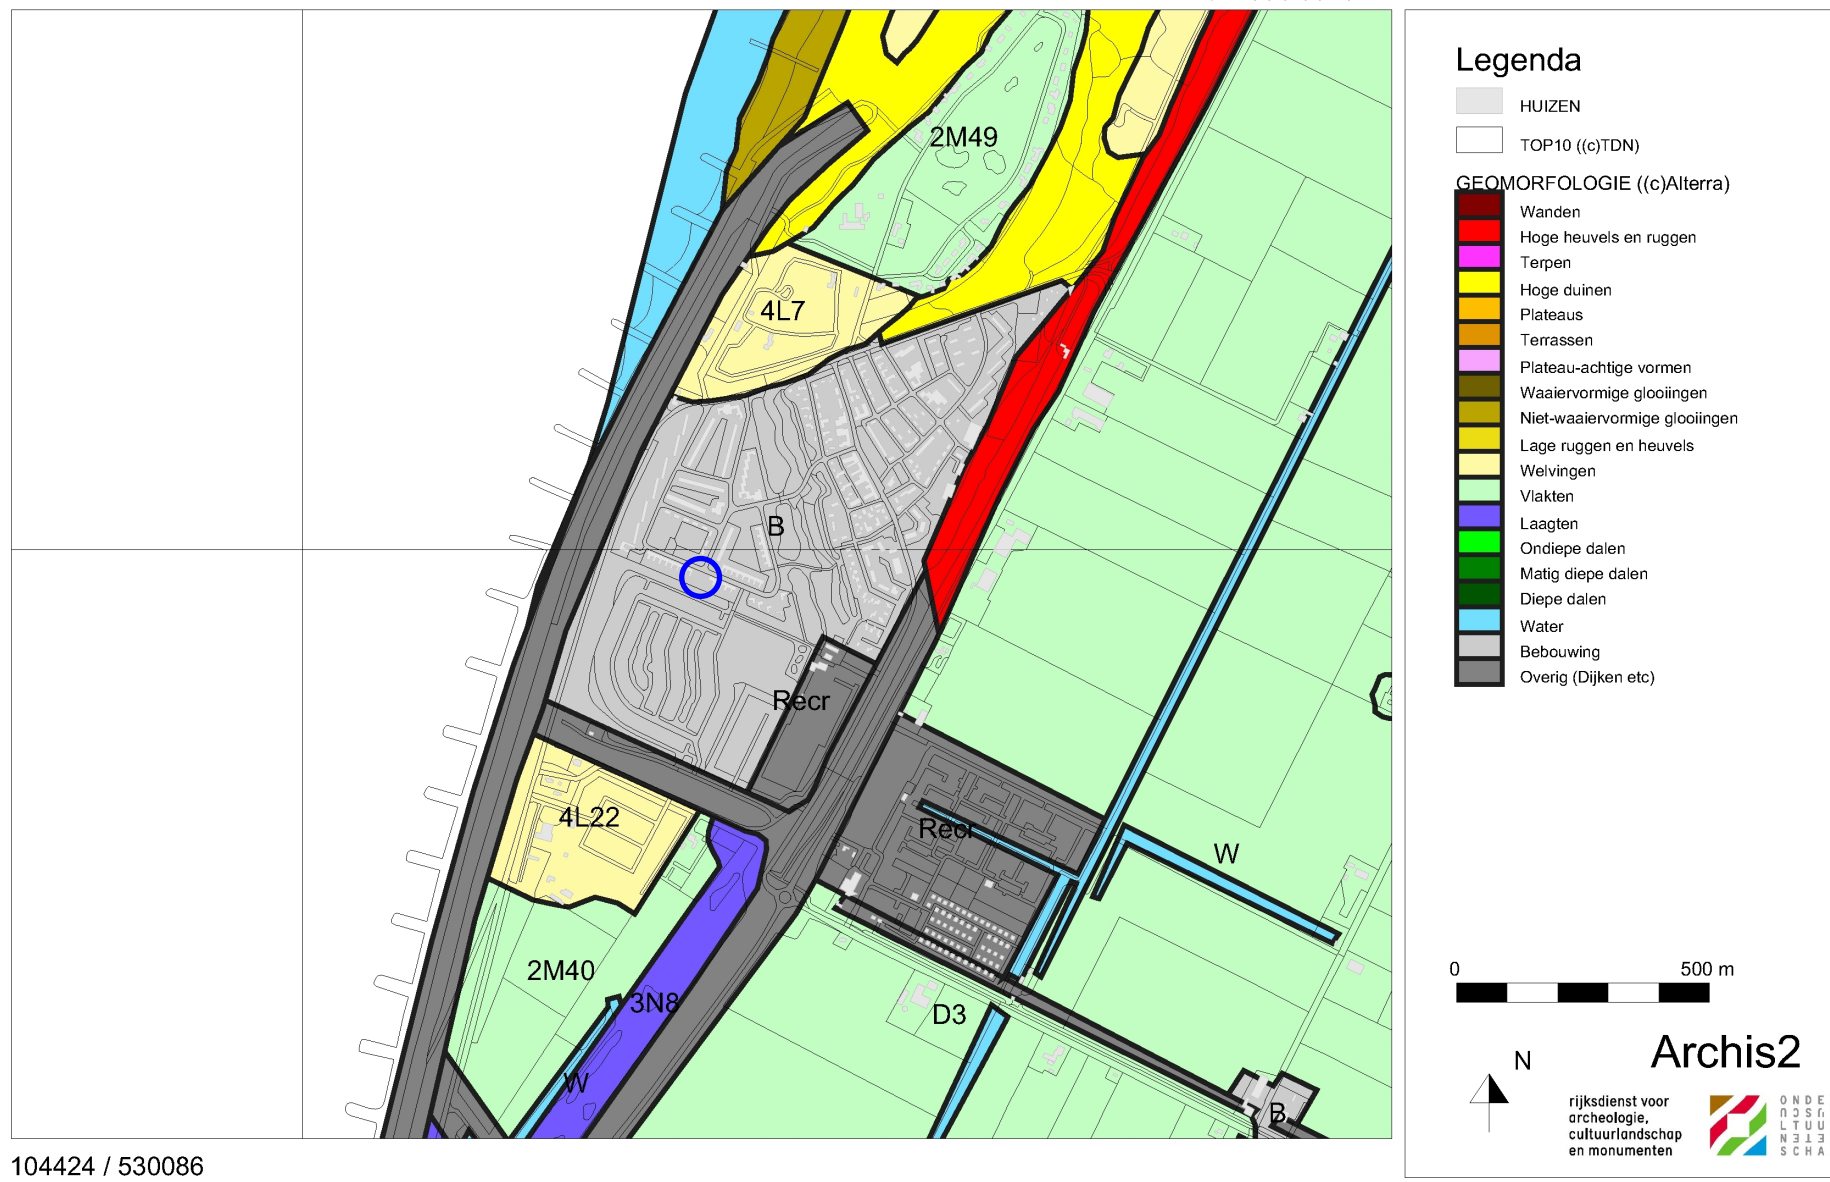 2M49
4L7
B
Recr
4L22
Recr
W
2M40
3N8
D3
W
B
104424 / 530086
Legenda
HUIZEN
TOP10 ((c)TDN)
GEOMORFOLOGIE ((c)Alterra)
Wanden
Hoge heuvels en ruggen
Terpen
Hoge duinen
Plateaus
Terrassen
Plateau-achtige vormen
Waaiervormige glooiingen
Niet-waaiervormige glooiingen
Lage ruggen en heuvels
Welvingen
Vlakten
Laagten
Ondiepe dalen
Matig diepe dalen
Diepe dalen
Water
Bebouwing
Overig (Dijken etc)
0 500 m
N
Archis2
rijksdienst voor
archeologie,
cultuurlandschap
en monumenten